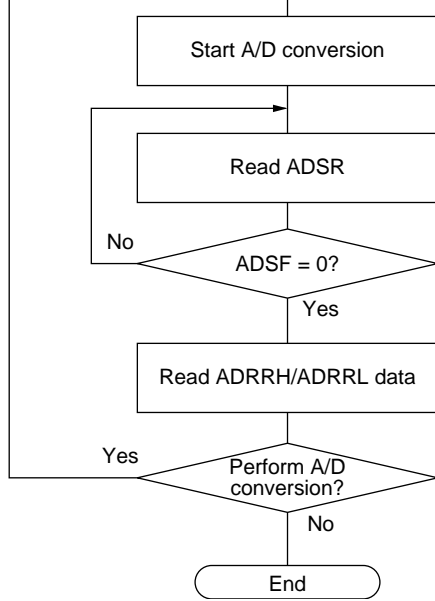 Start A/D conversion
Read ADSR
No
ADSF = 0?
Yes
Read ADRRH/ADRRL data
Yes
Perform A/D
conversion?
No
End